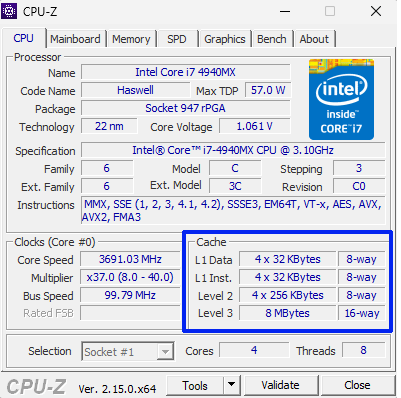 CPU-Z
CPU Mainboard Memory SPD Graphics Bench About
Processor
Name Intel Core i7 4940MX
Code Name Haswell Max TDP 57.0 W
Package Socket 947 rPGA
Technology 22 nm Core Voltage 1.061 V
intel
inside™
CORE™ i7
Specification Intel® Core™ i7-4940MX CPU @ 3.10GHz
Family 6 Model C Stepping 3
Ext. Family 6 Ext. Model 3C Revision C0
Instructions MMX, SSE (1, 2, 3, 4.1, 4.2), SSSE3, EM64T, VT-x, AES, AVX,
AVX2, FMA3
Clocks (Core #0)
Core Speed 3691.03 MHz
Multiplier x37.0 (8.0 - 40.0)
Bus Speed 99.79 MHz
Rated FSB
Cache
L1 Data 4 x 32 KBytes 8-way
L1 Inst. 4 x 32 KBytes 8-way
Level 2 4 x 256 KBytes 8-way
Level 3 8 MBytes 16-way
Selection Socket #1 Cores 4 Threads 8
CPU-Z Ver. 2.15.0.x64 Tools Validate Close